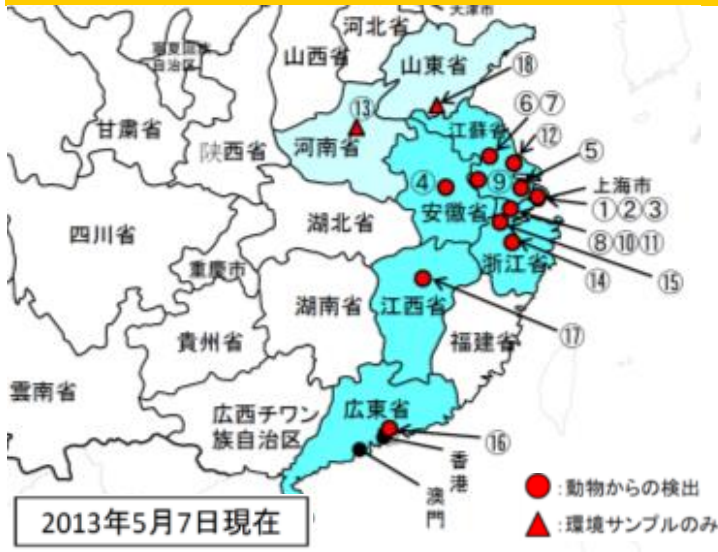 天津市
河北省
寧夏回族
自治区
山西省
山東省
⑱
⑬
⑥⑦
甘粛省
陕西省
河南省
江蘇省
⑫
⑤
④
⑨
上海市
安徽省
①②③
湖北省
四川省
⑧⑩⑪
重慶市
浙江省
⑭
⑮
湖南省
江西省
⑰
貴州省
福建省
雲南省
広西チワン
族自治区
広東省
⑯
香港
澳門
●:動物からの検出
▲:環境サンプルのみ
2013年5月7日現在